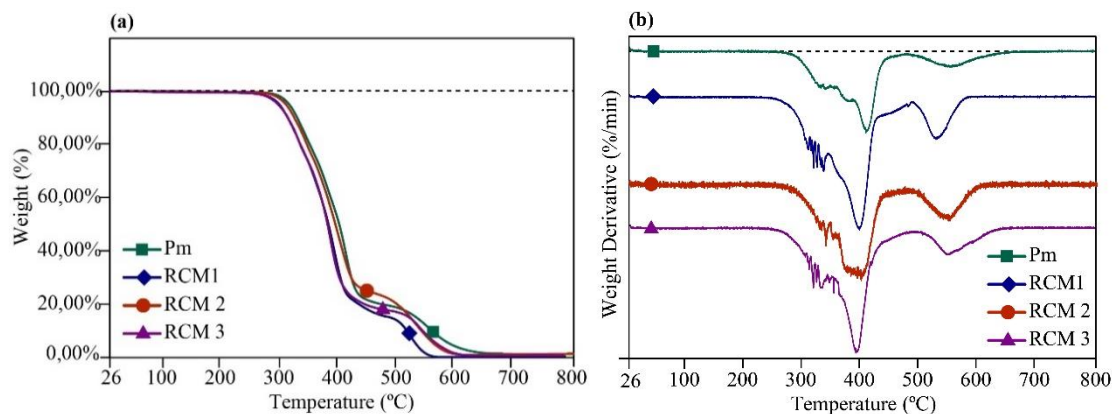 (a)
Weight (%)
100,00%
80,00%
60,00%
40,00%
20,00%
0,00%
Pm
RCM1
RCM 2
RCM 3
26 100 200 300 400 500 600 700 800
Temperature (ºC)
(b)
Weight Derivative (%/min)
Pm
RCM1
RCM 2
RCM 3
26 100 200 300 400 500 600 700 800
Temperature (ºC)